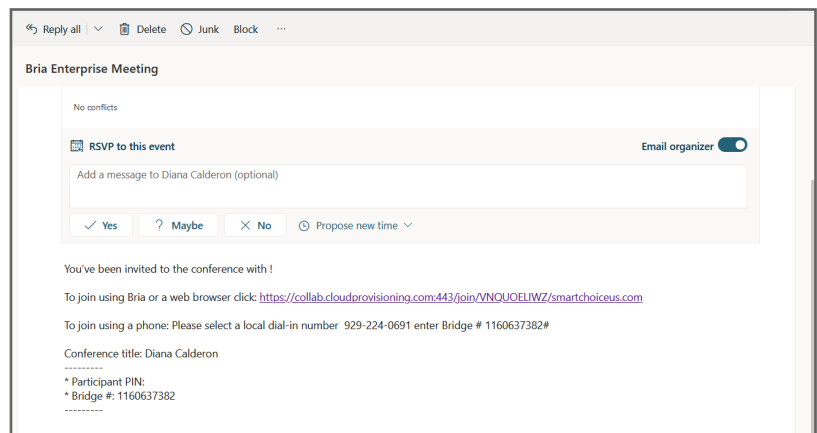 Reply all Delete Junk Block ...
Bria Enterprise Meeting
No conflicts
RSVP to this event Email organizer
Add a message to Diana Calderon (optional)
Yes ? Maybe No Propose new time
You've been invited to the conference with !
To join using Bria or a web browser click: https://collab.cloudprovisioning.com:443/join/VNQUOELIWZ/smartchoiceus.com
To join using a phone: Please select a local dial-in number 929-224-0691 enter Bridge # 1160637382#
Conference title: Diana Calderon
---------
* Participant PIN:
* Bridge #: 1160637382
---------